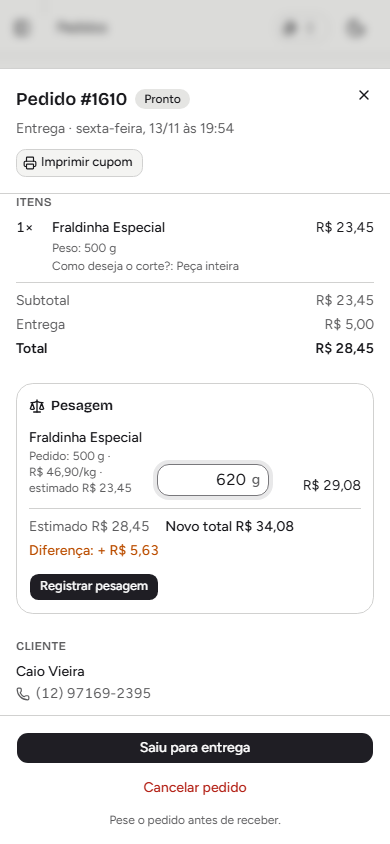 Pedidos
Pedido #1610 Pronto
Entrega · sexta-feira, 13/11 às 19:54
Imprimir cupom
ITENS
1× Fraldinha Especial R$ 23,45
Peso: 500 g
Como deseja o corte?: Peça inteira
Subtotal R$ 23,45
Entrega R$ 5,00
Total R$ 28,45
Pesagem
Fraldinha Especial
Pedido: 500 g ·
R$ 46,90/kg ·
estimado R$ 23,45
620 g
R$ 29,08
Estimado R$ 28,45 Novo total R$ 34,08
Diferença: + R$ 5,63
Registrar pesagem
CLIENTE
Caio Vieira
(12) 97169-2395
Saiu para entrega
Cancelar pedido
Pese o pedido antes de receber.